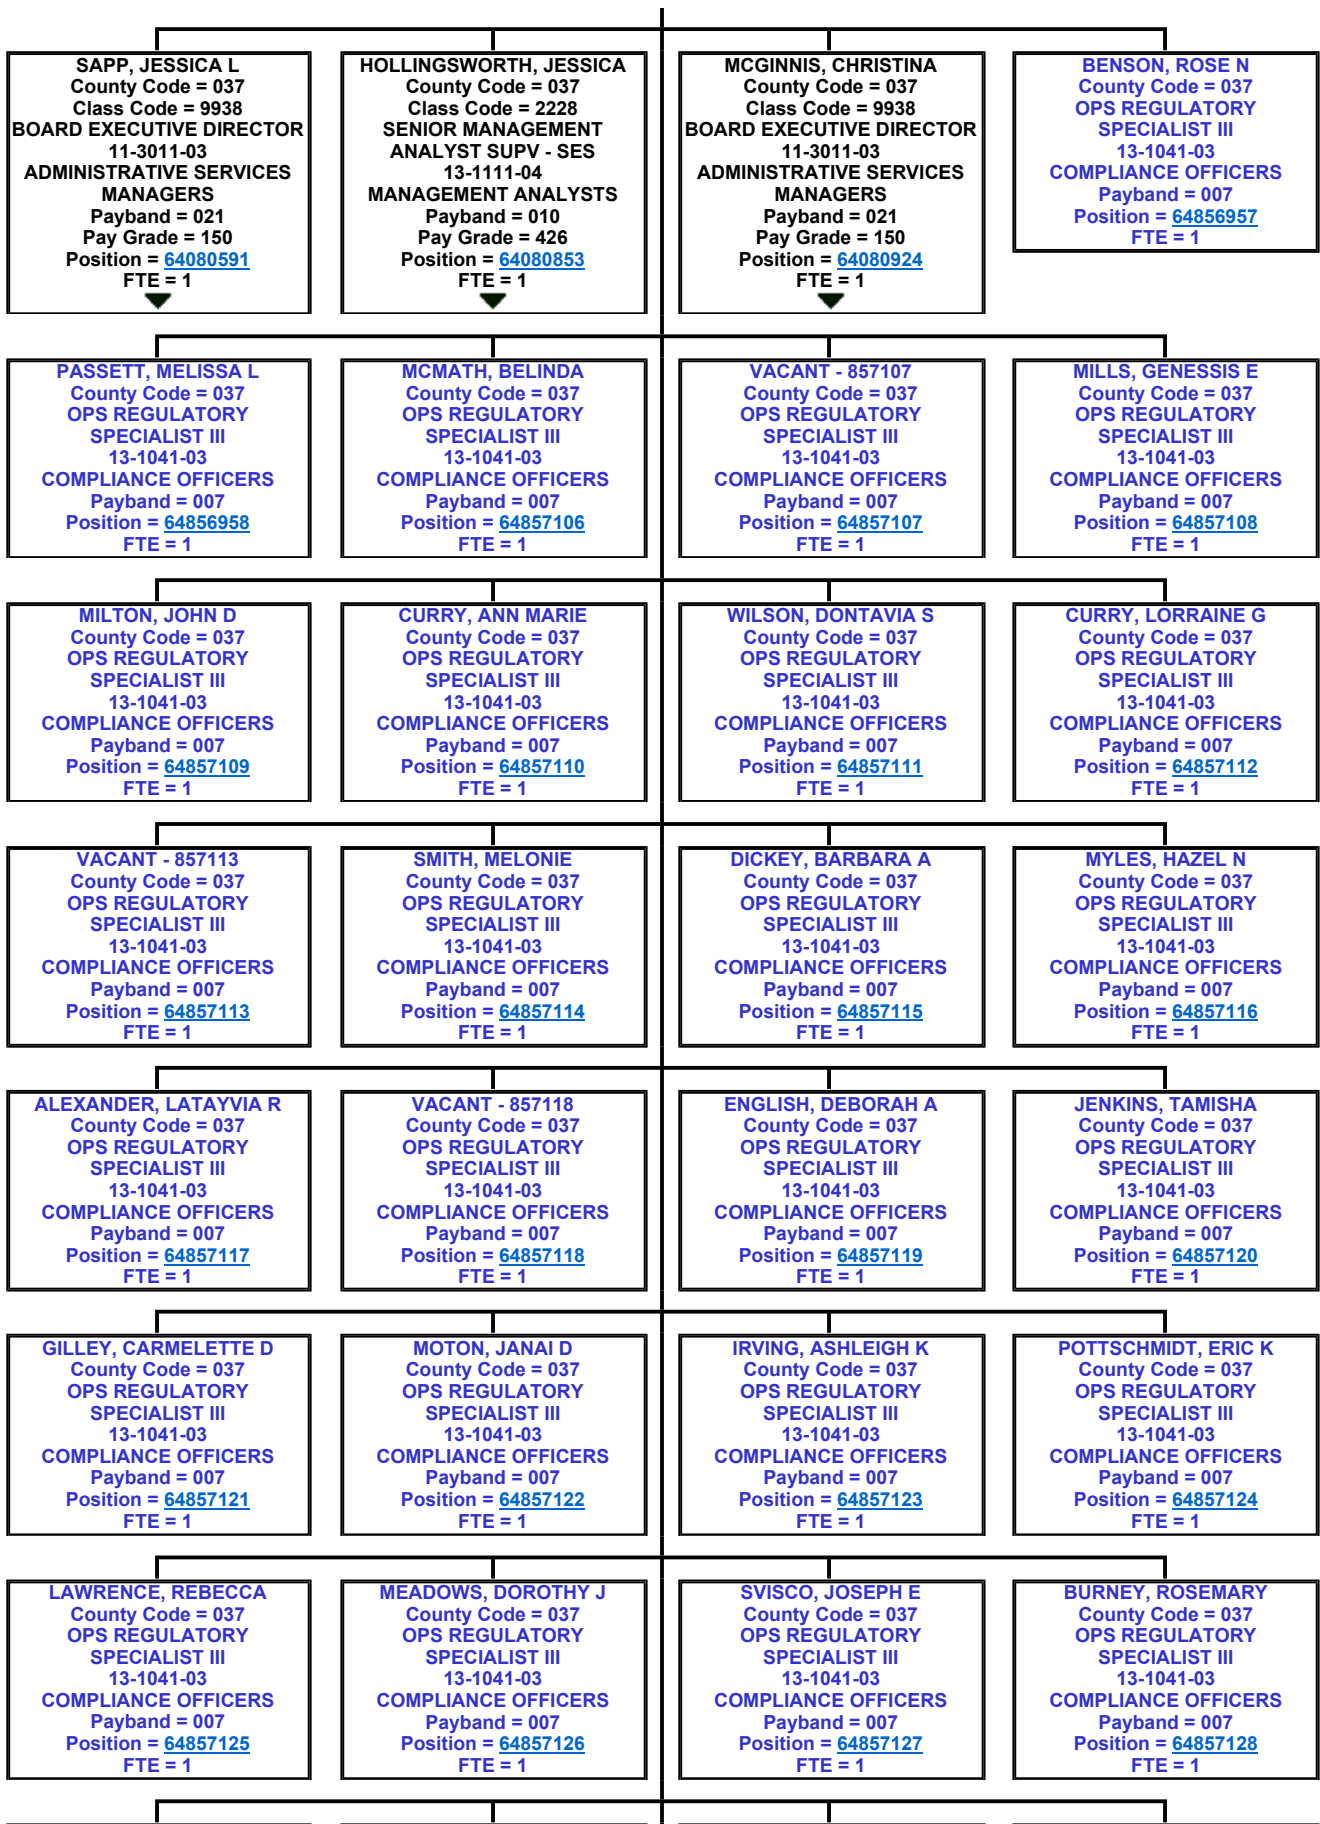 SAPP, JESSICA L
County Code = 037
Class Code = 9938
BOARD EXECUTIVE DIRECTOR
11-3011-03
ADMINISTRATIVE SERVICES
MANAGERS
Payband = 021
Pay Grade = 150
Position = 64080591
FTE = 1
HOLLINGSWORTH, JESSICA
County Code = 037
Class Code = 2228
SENIOR MANAGEMENT
ANALYST SUPV - SES
13-1111-04
MANAGEMENT ANALYSTS
Payband = 010
Pay Grade = 426
Position = 64080853
FTE = 1
MCGINNIS, CHRISTINA
County Code = 037
Class Code = 9938
BOARD EXECUTIVE DIRECTOR
11-3011-03
ADMINISTRATIVE SERVICES
MANAGERS
Payband = 021
Pay Grade = 150
Position = 64080924
FTE = 1
BENSON, ROSE N
County Code = 037
OPS REGULATORY
SPECIALIST III
13-1041-03
COMPLIANCE OFFICERS
Payband = 007
Position = 64856957
FTE = 1
PASSETT, MELISSA L
County Code = 037
OPS REGULATORY
SPECIALIST III
13-1041-03
COMPLIANCE OFFICERS
Payband = 007
Position = 64856958
FTE = 1
MCMATH, BELINDA
County Code = 037
OPS REGULATORY
SPECIALIST III
13-1041-03
COMPLIANCE OFFICERS
Payband = 007
Position = 64857106
FTE = 1
VACANT - 857107
County Code = 037
OPS REGULATORY
SPECIALIST III
13-1041-03
COMPLIANCE OFFICERS
Payband = 007
Position = 64857107
FTE = 1
MILLS, GENESSIS E
County Code = 037
OPS REGULATORY
SPECIALIST III
13-1041-03
COMPLIANCE OFFICERS
Payband = 007
Position = 64857108
FTE = 1
MILTON, JOHN D
County Code = 037
OPS REGULATORY
SPECIALIST III
13-1041-03
COMPLIANCE OFFICERS
Payband = 007
Position = 64857109
FTE = 1
CURRY, ANN MARIE
County Code = 037
OPS REGULATORY
SPECIALIST III
13-1041-03
COMPLIANCE OFFICERS
Payband = 007
Position = 64857110
FTE = 1
WILSON, DONTAVIA S
County Code = 037
OPS REGULATORY
SPECIALIST III
13-1041-03
COMPLIANCE OFFICERS
Payband = 007
Position = 64857111
FTE = 1
CURRY, LORRAINE G
County Code = 037
OPS REGULATORY
SPECIALIST III
13-1041-03
COMPLIANCE OFFICERS
Payband = 007
Position = 64857112
FTE = 1
VACANT - 857113
County Code = 037
OPS REGULATORY
SPECIALIST III
13-1041-03
COMPLIANCE OFFICERS
Payband = 007
Position = 64857113
FTE = 1
SMITH, MELONIE
County Code = 037
OPS REGULATORY
SPECIALIST III
13-1041-03
COMPLIANCE OFFICERS
Payband = 007
Position = 64857114
FTE = 1
DICKEY, BARBARA A
County Code = 037
OPS REGULATORY
SPECIALIST III
13-1041-03
COMPLIANCE OFFICERS
Payband = 007
Position = 64857115
FTE = 1
MYLES, HAZEL N
County Code = 037
OPS REGULATORY
SPECIALIST III
13-1041-03
COMPLIANCE OFFICERS
Payband = 007
Position = 64857116
FTE = 1
ALEXANDER, LATAYVIA R
County Code = 037
OPS REGULATORY
SPECIALIST III
13-1041-03
COMPLIANCE OFFICERS
Payband = 007
Position = 64857117
FTE = 1
VACANT - 857118
County Code = 037
OPS REGULATORY
SPECIALIST III
13-1041-03
COMPLIANCE OFFICERS
Payband = 007
Position = 64857118
FTE = 1
ENGLISH, DEBORAH A
County Code = 037
OPS REGULATORY
SPECIALIST III
13-1041-03
COMPLIANCE OFFICERS
Payband = 007
Position = 64857119
FTE = 1
JENKINS, TAMISHA
County Code = 037
OPS REGULATORY
SPECIALIST III
13-1041-03
COMPLIANCE OFFICERS
Payband = 007
Position = 64857120
FTE = 1
GILLEY, CARMELETTE D
County Code = 037
OPS REGULATORY
SPECIALIST III
13-1041-03
COMPLIANCE OFFICERS
Payband = 007
Position = 64857121
FTE = 1
MOTON, JANAI D
County Code = 037
OPS REGULATORY
SPECIALIST III
13-1041-03
COMPLIANCE OFFICERS
Payband = 007
Position = 64857122
FTE = 1
IRVING, ASHLEIGH K
County Code = 037
OPS REGULATORY
SPECIALIST III
13-1041-03
COMPLIANCE OFFICERS
Payband = 007
Position = 64857123
FTE = 1
POTTSCHMIDT, ERIC K
County Code = 037
OPS REGULATORY
SPECIALIST III
13-1041-03
COMPLIANCE OFFICERS
Payband = 007
Position = 64857124
FTE = 1
LAWRENCE, REBECCA
County Code = 037
OPS REGULATORY
SPECIALIST III
13-1041-03
COMPLIANCE OFFICERS
Payband = 007
Position = 64857125
FTE = 1
MEADOWS, DOROTHY J
County Code = 037
OPS REGULATORY
SPECIALIST III
13-1041-03
COMPLIANCE OFFICERS
Payband = 007
Position = 64857126
FTE = 1
SVISCO, JOSEPH E
County Code = 037
OPS REGULATORY
SPECIALIST III
13-1041-03
COMPLIANCE OFFICERS
Payband = 007
Position = 64857127
FTE = 1
BURNEY, ROSEMARY
County Code = 037
OPS REGULATORY
SPECIALIST III
13-1041-03
COMPLIANCE OFFICERS
Payband = 007
Position = 64857128
FTE = 1